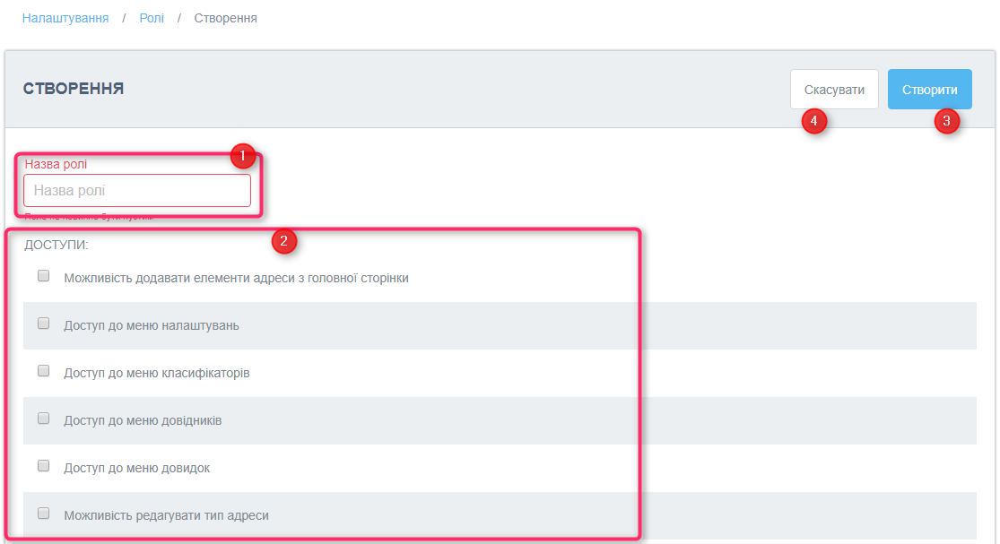 Налаштування / Ролі / Створення
СТВОРЕННЯ
Скасувати Створити
4 3
1
Назва ролі
Назва ролі
Поле не повинно бути пустим
2
ДОСТУПИ:
Можливість додавати елементи адреси з головної сторінки
Доступ до меню налаштувань
Доступ до меню класифікаторів
Доступ до меню довідників
Доступ до меню довидок
Можливість редагувати тип адреси